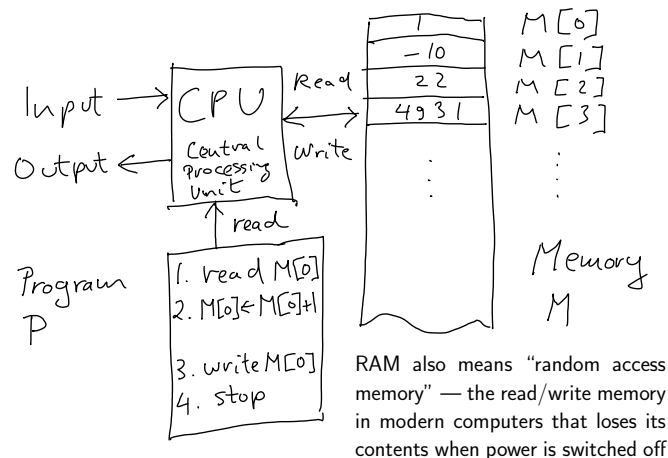 Input
Output
CPU
Central
Processing
Unit
Read
Write
1
-10
22
4931
M[0]
M[1]
M[2]
M[3]
Memory
M
read
Program
P
1. read M[0]
2. M[0]←M[0]+1
3. write M[0]
4. stop
RAM also means “random access
memory” — the read/write memory
in modern computers that loses its
contents when power is switched off